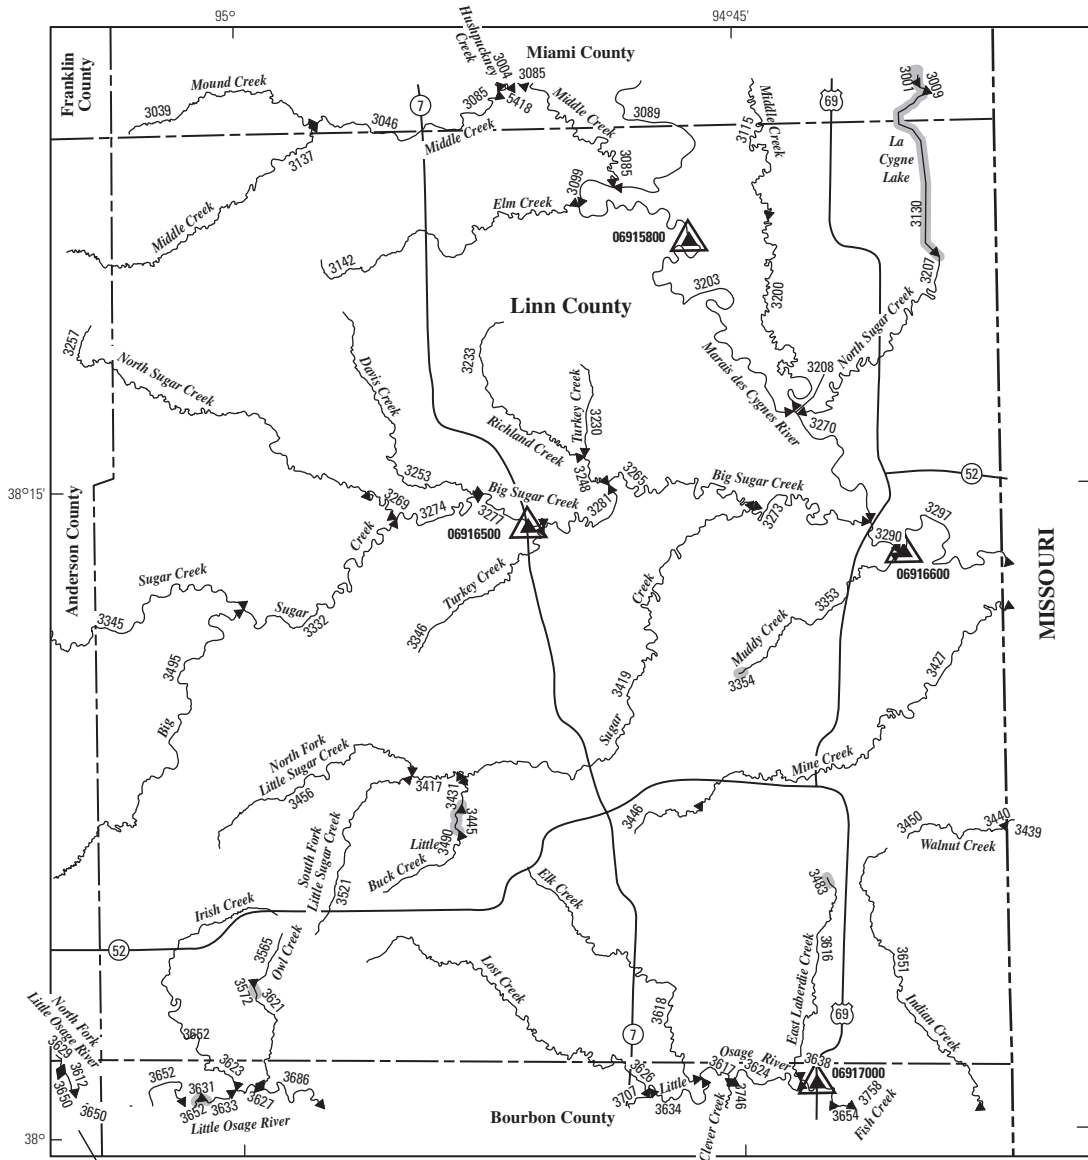 95°
94°45'
Franklin
County
Mound Creek
3039
3046
3137
Middle Creek
Hushpuckney
Creek
3004
3085
3085
5418
Miami County
Middle Creek
Middle Creek
3089
3085
3099
Elm Creek
3142
7
69
Middle Creek
3115
3001
3009
La
Cygne
Lake
3130
3207
06915800
3203
3200
Linn County
North Sugar Creek
3208
3270
Marais des Cygnes River
3257
North Sugar Creek
Davis Creek
3233
Turkey Creek
3230
Richland Creek
3248
3253
3265
Big Sugar Creek
Big Sugar Creek
3281
3273
52
38°15'
3269
3274
3277
06916500
3290
3297
06916600
Creek
Sugar Creek
Sugar
3332
3345
Turkey Creek
3346
Creek
Muddy Creek
3353
3354
3427
MISSOURI
Anderson County
3495
Big
3419
Sugar
North Fork
Little Sugar Creek
3456
3417
3431
3445
3490
Little
Buck Creek
South Fork
Little Sugar Creek
3521
3446
Mine Creek
3450
3440
3439
Walnut Creek
3483
Elk Creek
Irish Creek
52
3565
Owl Creek
3572
3621
Lost Creek
3616
East Laberdie Creek
3651
Indian Creek
3618
69
7
North Fork
Little Osage River
3629
3612
3650
3650
3652
3652
3623
3631
3652
3633
3627
3686
Little Osage River
3626
3707
Little
3634
3617
Osage River
3624
3746
Clever Creek
3638
06917000
3758
3654
Fish Creek
Bourbon County
38°